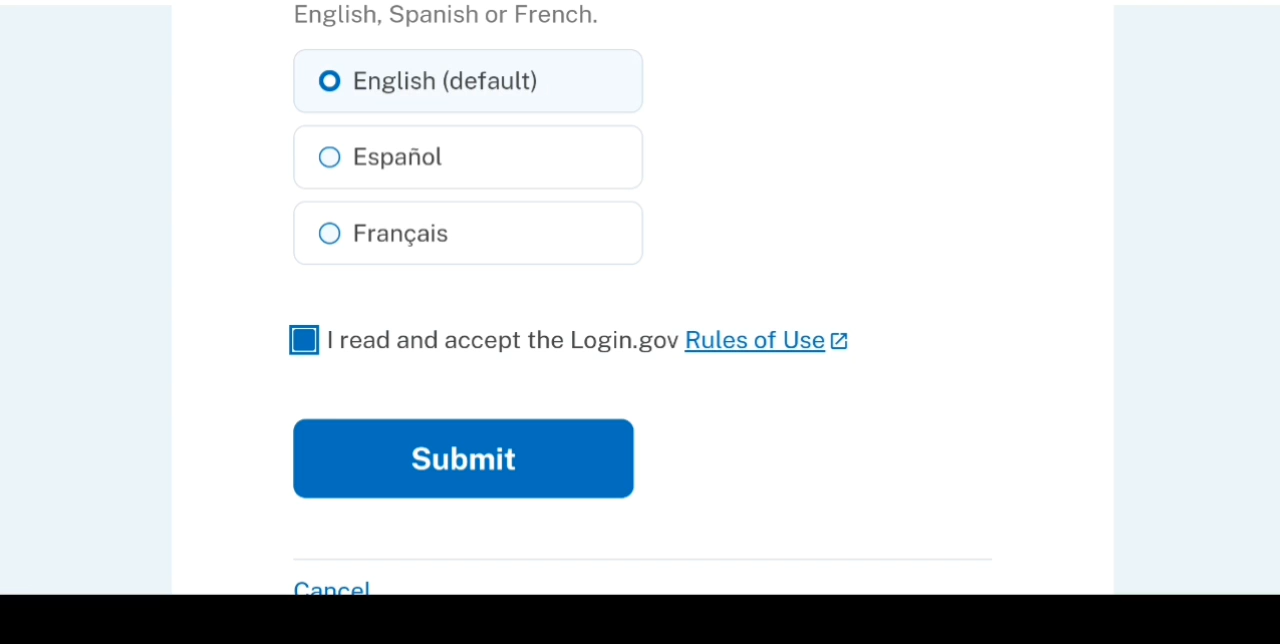 English, Spanish or French.
English (default)
Español
Français
I read and accept the Login.gov Rules of Use
Submit
Cancel